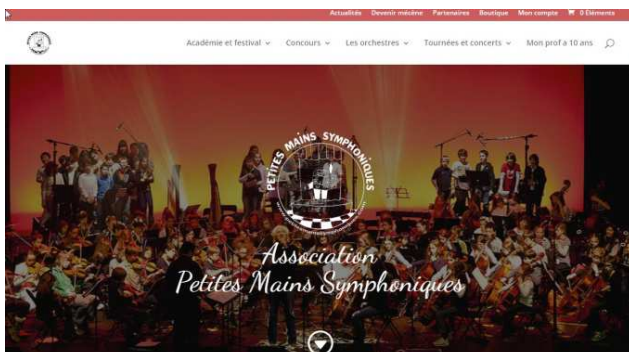 Actualités Devenir mécène Partenaires Boutique Mon compte 0 Éléments
Académie et festival Concours Les orchestres Tournées et concerts Mon prof a 10 ans
PETITES MAINS SYMPHONIQUES
Association
Petites Mains Symphoniques